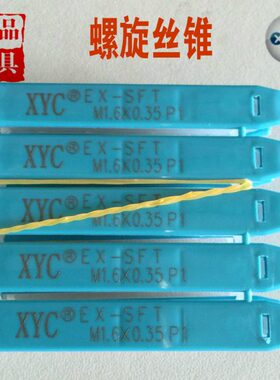 品
具
螺旋丝锥
XYC® EX-SFT
M1.6X0.35 P1
XYC® EX-SFT
M1.6X0.35 P1
XYC® EX-SFT
M1.6X0.35 P1
XYC® EX-SFT
M1.6X0.35 P1
XYC® EX-SFT
M1.6X0.35 P1